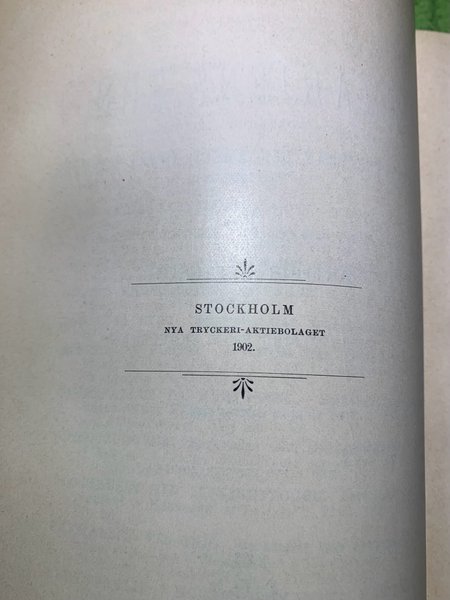 STOCKHOLM
NYA TRYCKERI-AKTIEBOLAGET
1902.